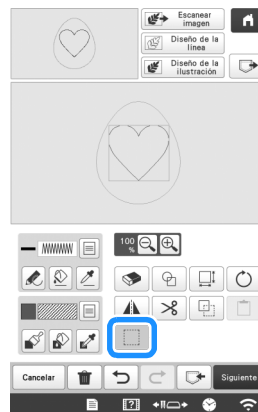 Escanear
imagen
Diseño de la
línea
Diseño de la
ilustración
100
%
Cancelar
Siguiente